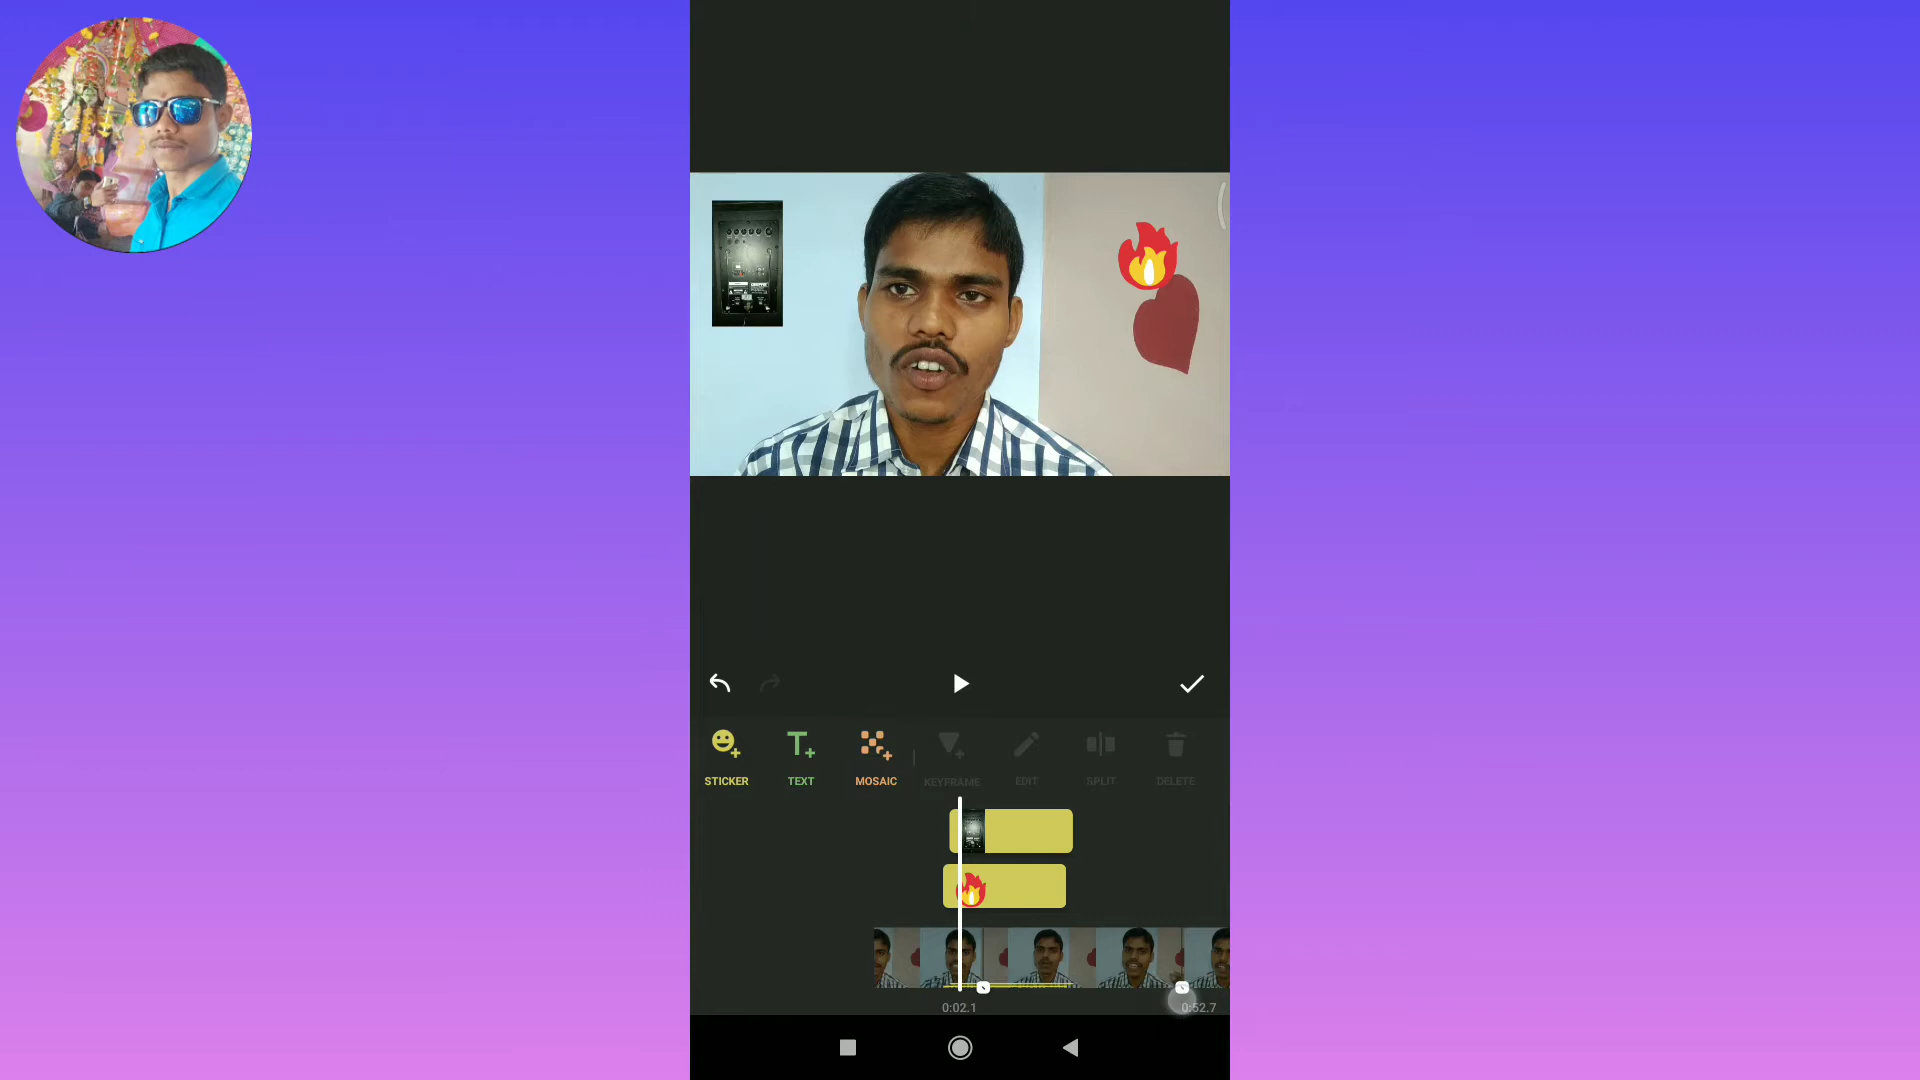 STICKER TEXT MOSAIC KEYFRAME EDIT SPLIT DELETE
0:02.1 0:52.7